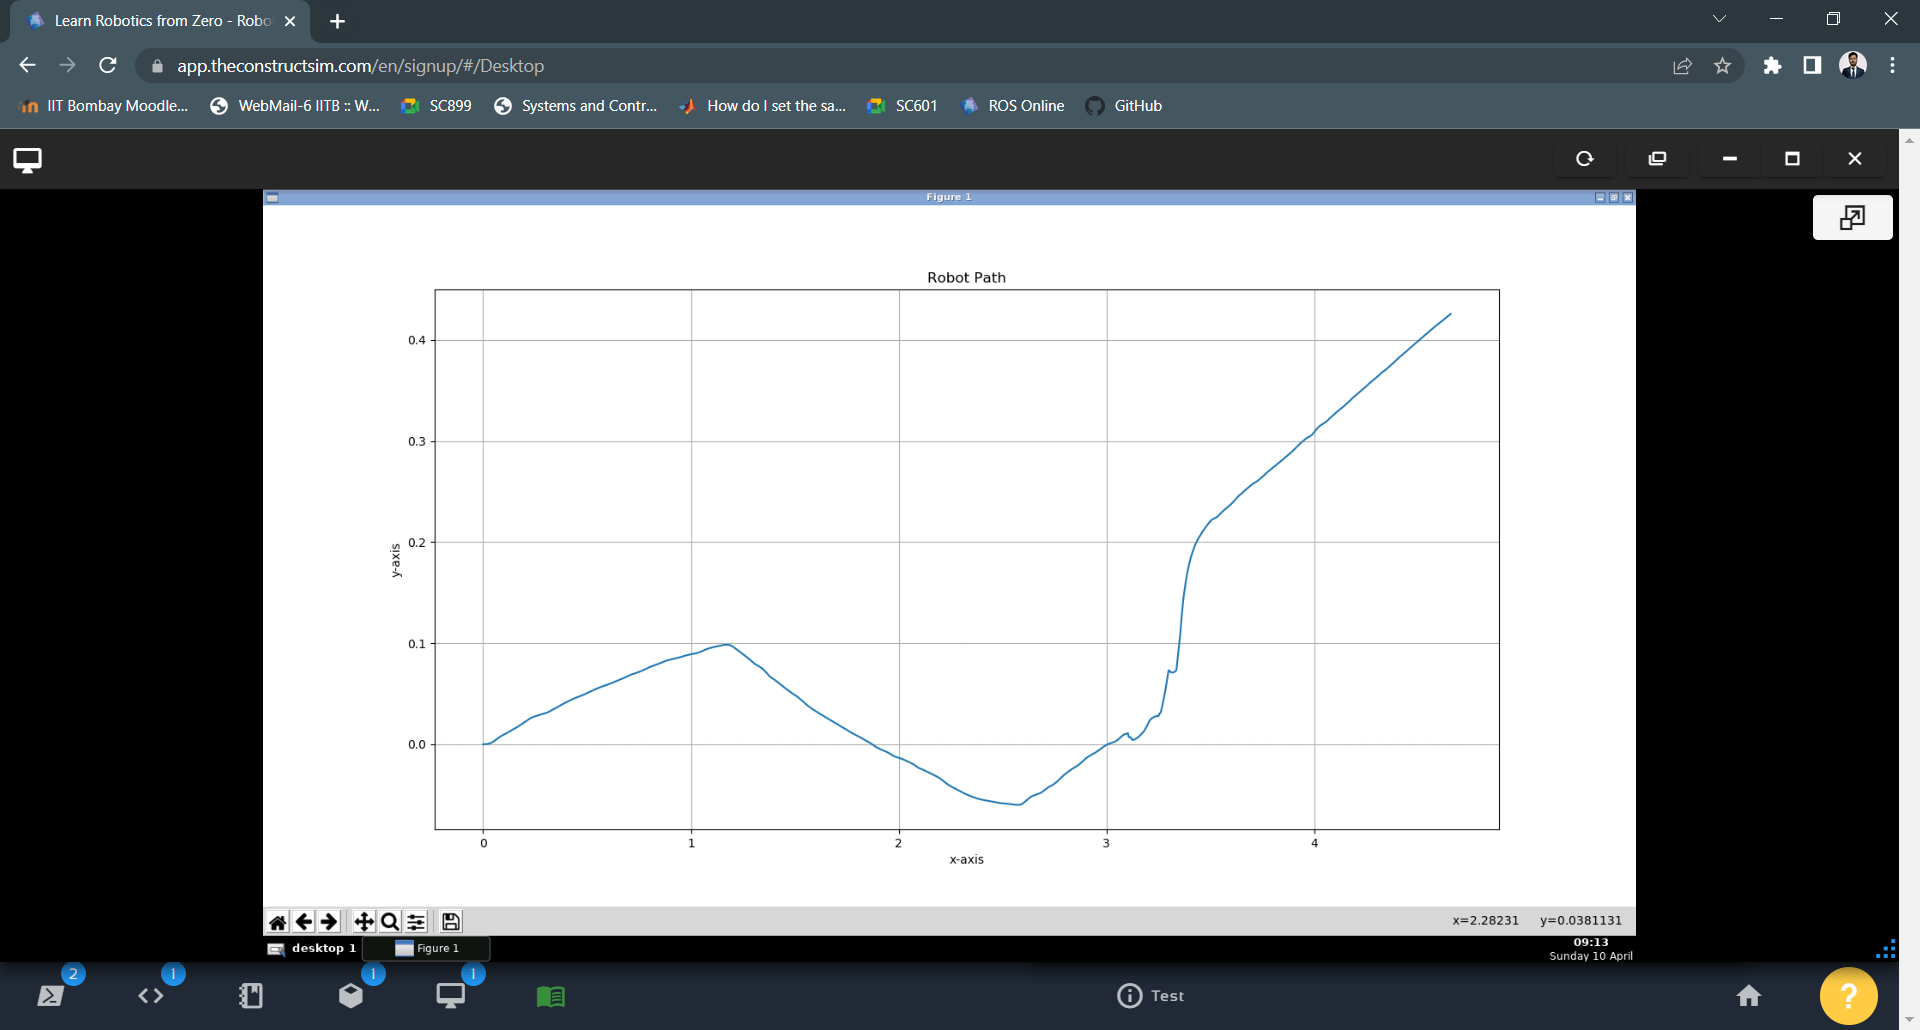 Learn Robotics from Zero - Robo
app.theconstructsim.com/en/signup/#/Desktop
IIT Bombay Moodle... WebMail-6 IITB :: W... SC899 Systems and Contr... How do I set the sa... SC601 ROS Online GitHub
Figure 1
Robot Path
0.4
0.3
0.2
0.1
0.0
y-axis
0 1 2 3 4
x-axis
x=2.28231 y=0.0381131
desktop 1 Figure 1
09:13
Sunday 10 April
2 1 1 1
Test
?